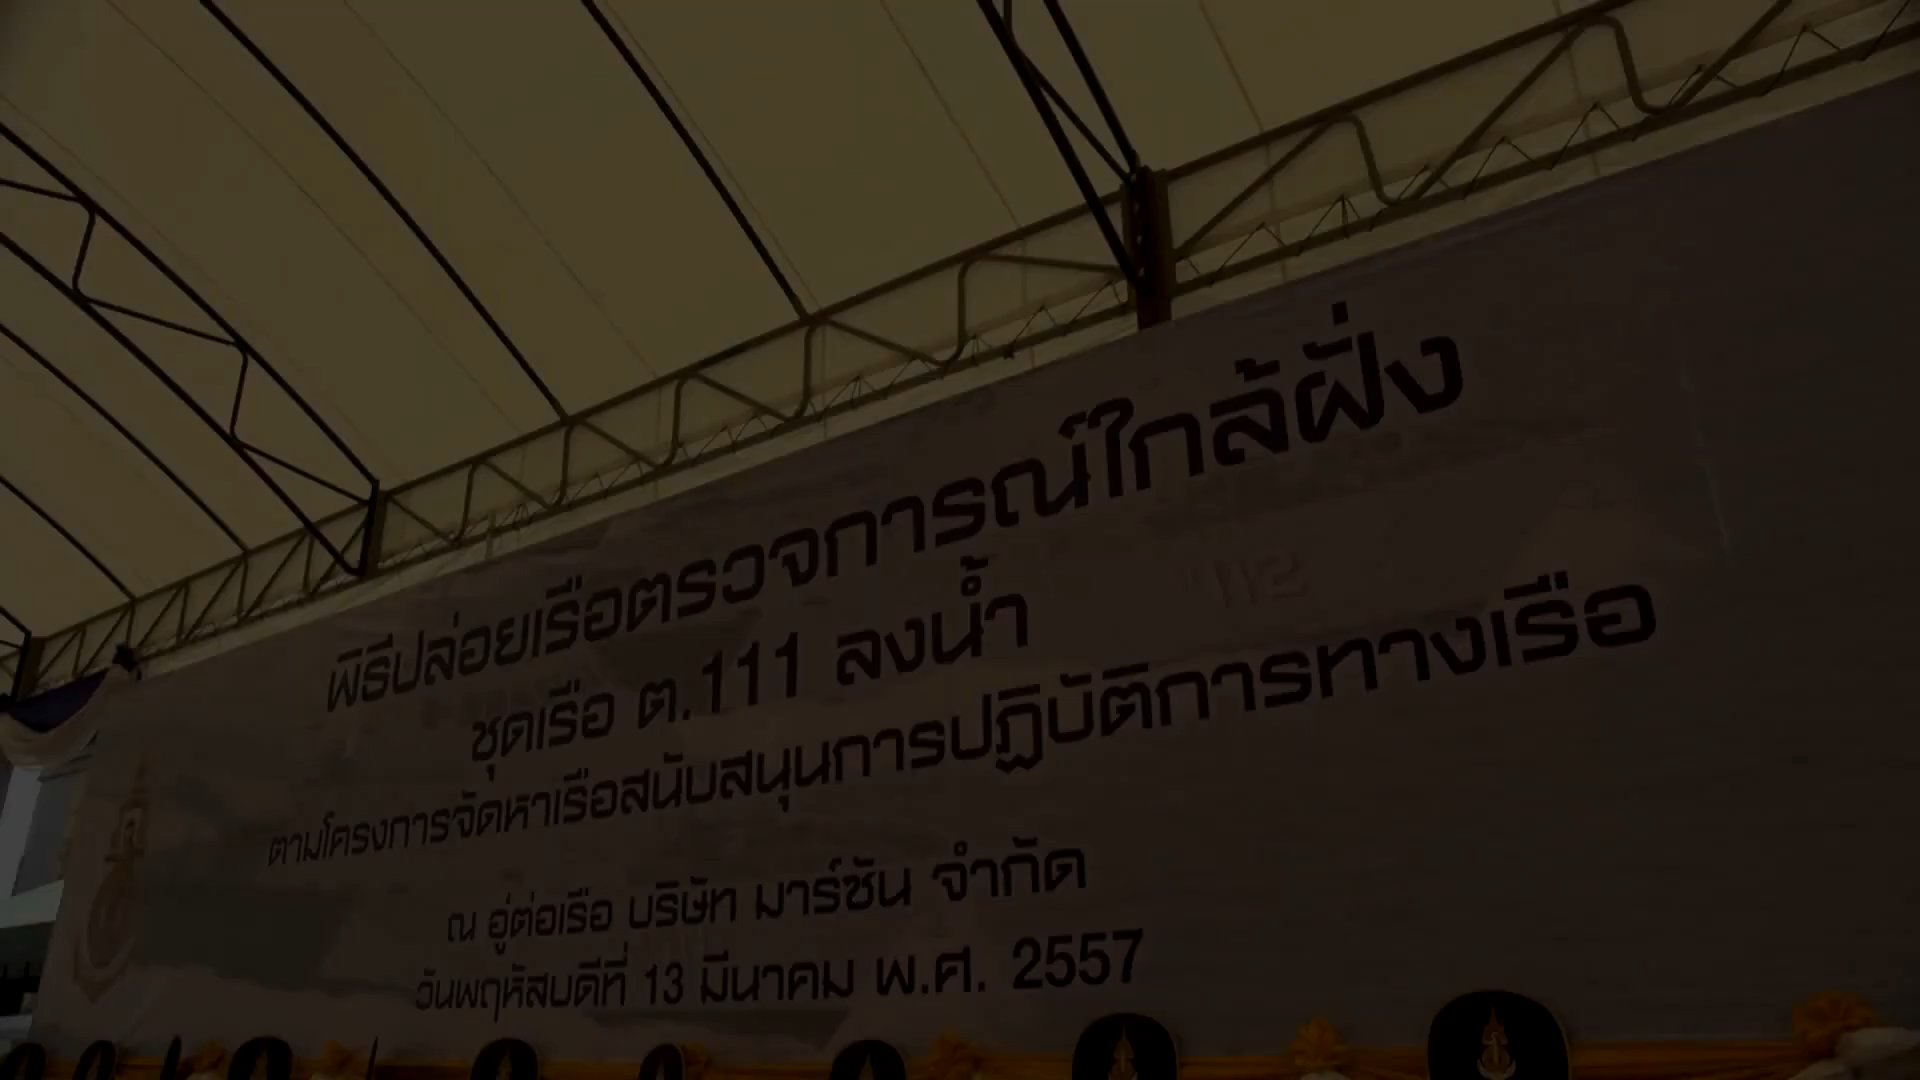 พิธีปล่อยเรือตรวจการณ์ใกล้ฝั่ง
ชุดเรือ ต.111 ลงน้ำ
ตามโครงการจัดหาเรือสนับสนุนการปฏิบัติการทางเรือ
ณ อู่ต่อเรือ บริษัท มาร์ซัน จำกัด
วันพฤหัสบดีที่ 13 มีนาคม พ.ศ. 2557